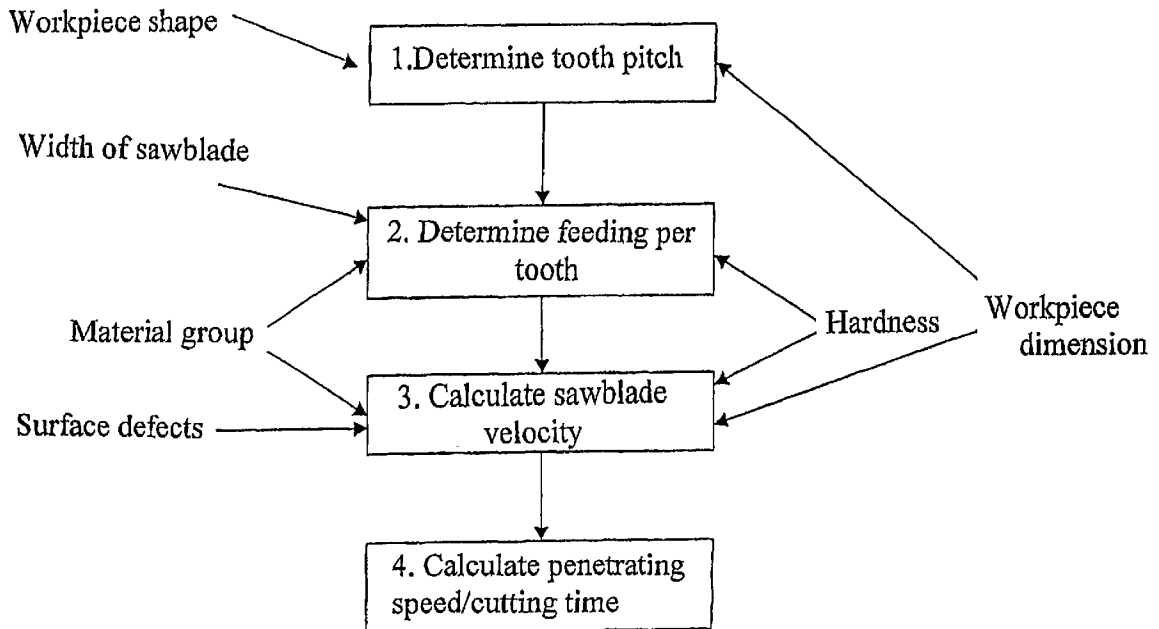 Workpiece shape
1.Determine tooth pitch
Width of sawblade
2. Determine feeding per
tooth
Material group
Hardness
Workpiece
dimension
3. Calculate sawblade
velocity
Surface defects
4. Calculate penetrating
speed/cutting time